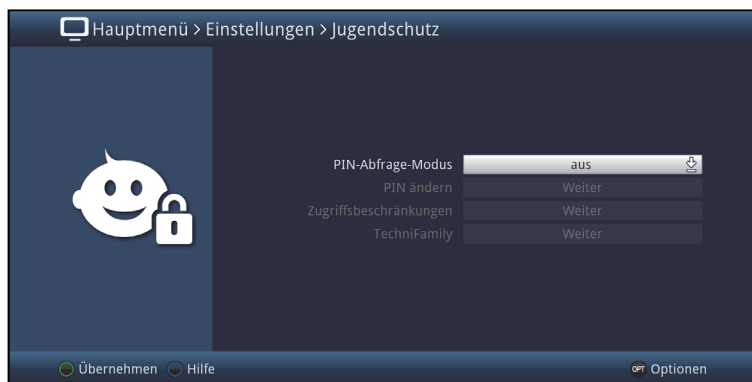 Hauptmenü > Einstellungen > Jugendschutz
PIN-Abfrage-Modus aus
PIN ändern Weiter
Zugriffsbeschränkungen Weiter
TechniFamily Weiter
Übernehmen Hilfe OPT Optionen